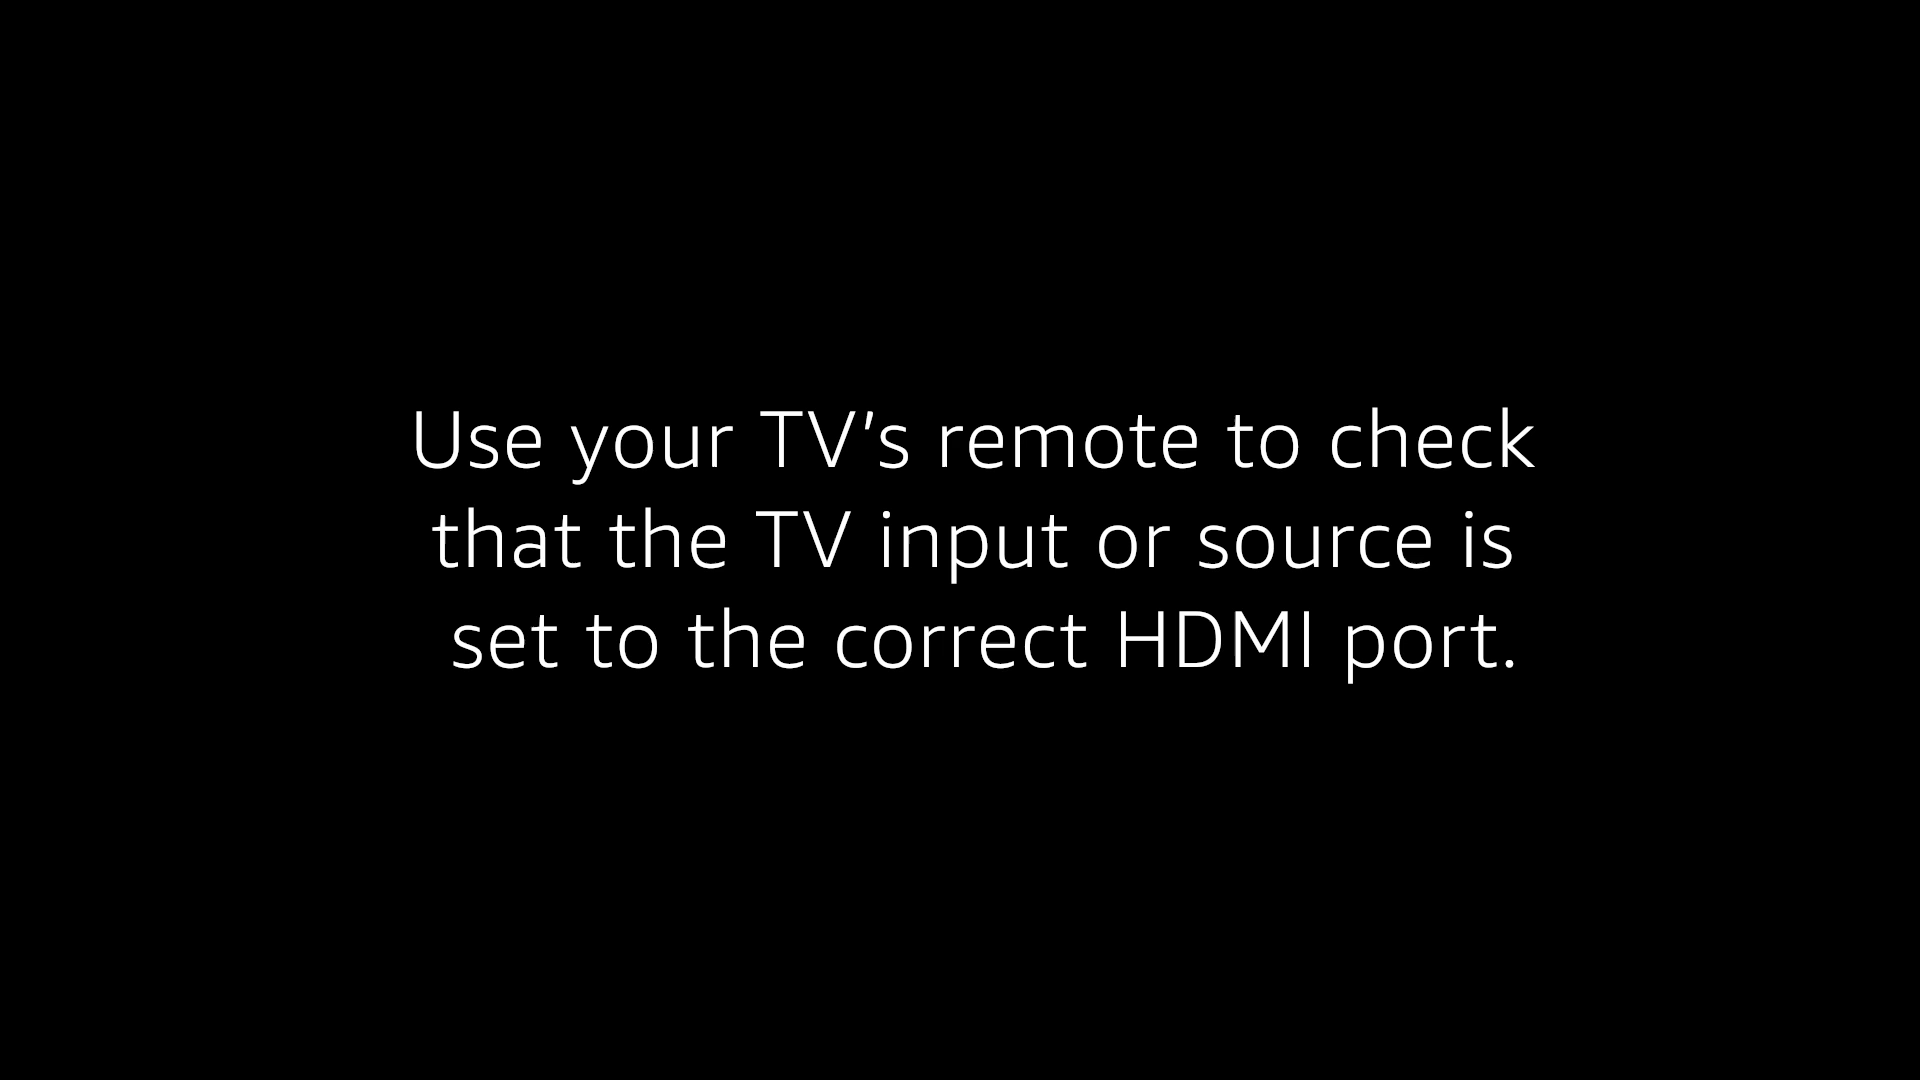 Use your TV’s remote to check
that the TV input or source is
set to the correct HDMI port.